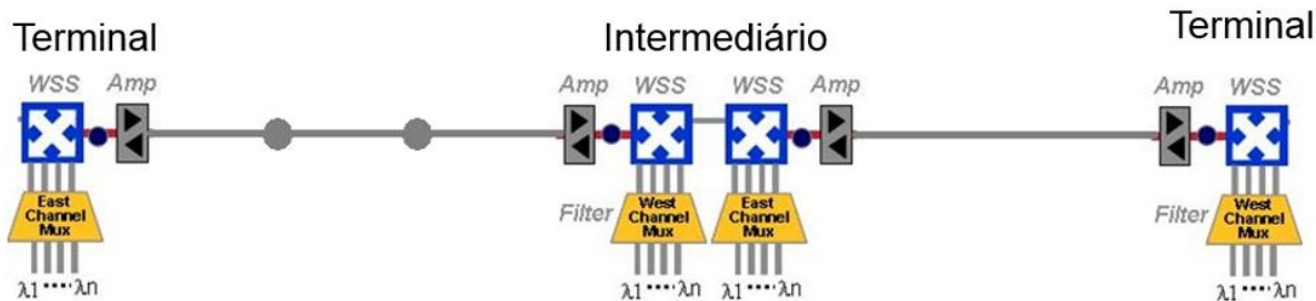 Terminal
Intermediário
Terminal
WSS Amp
Amp WSS WSS Amp
Amp WSS
East
Channel
Mux
Filter
West
Channel
Mux
East
Channel
Mux
Filter
West
Channel
Mux
λ1 ···· λn
λ1 ···· λn
λ1 ···· λn
λ1 ···· λn